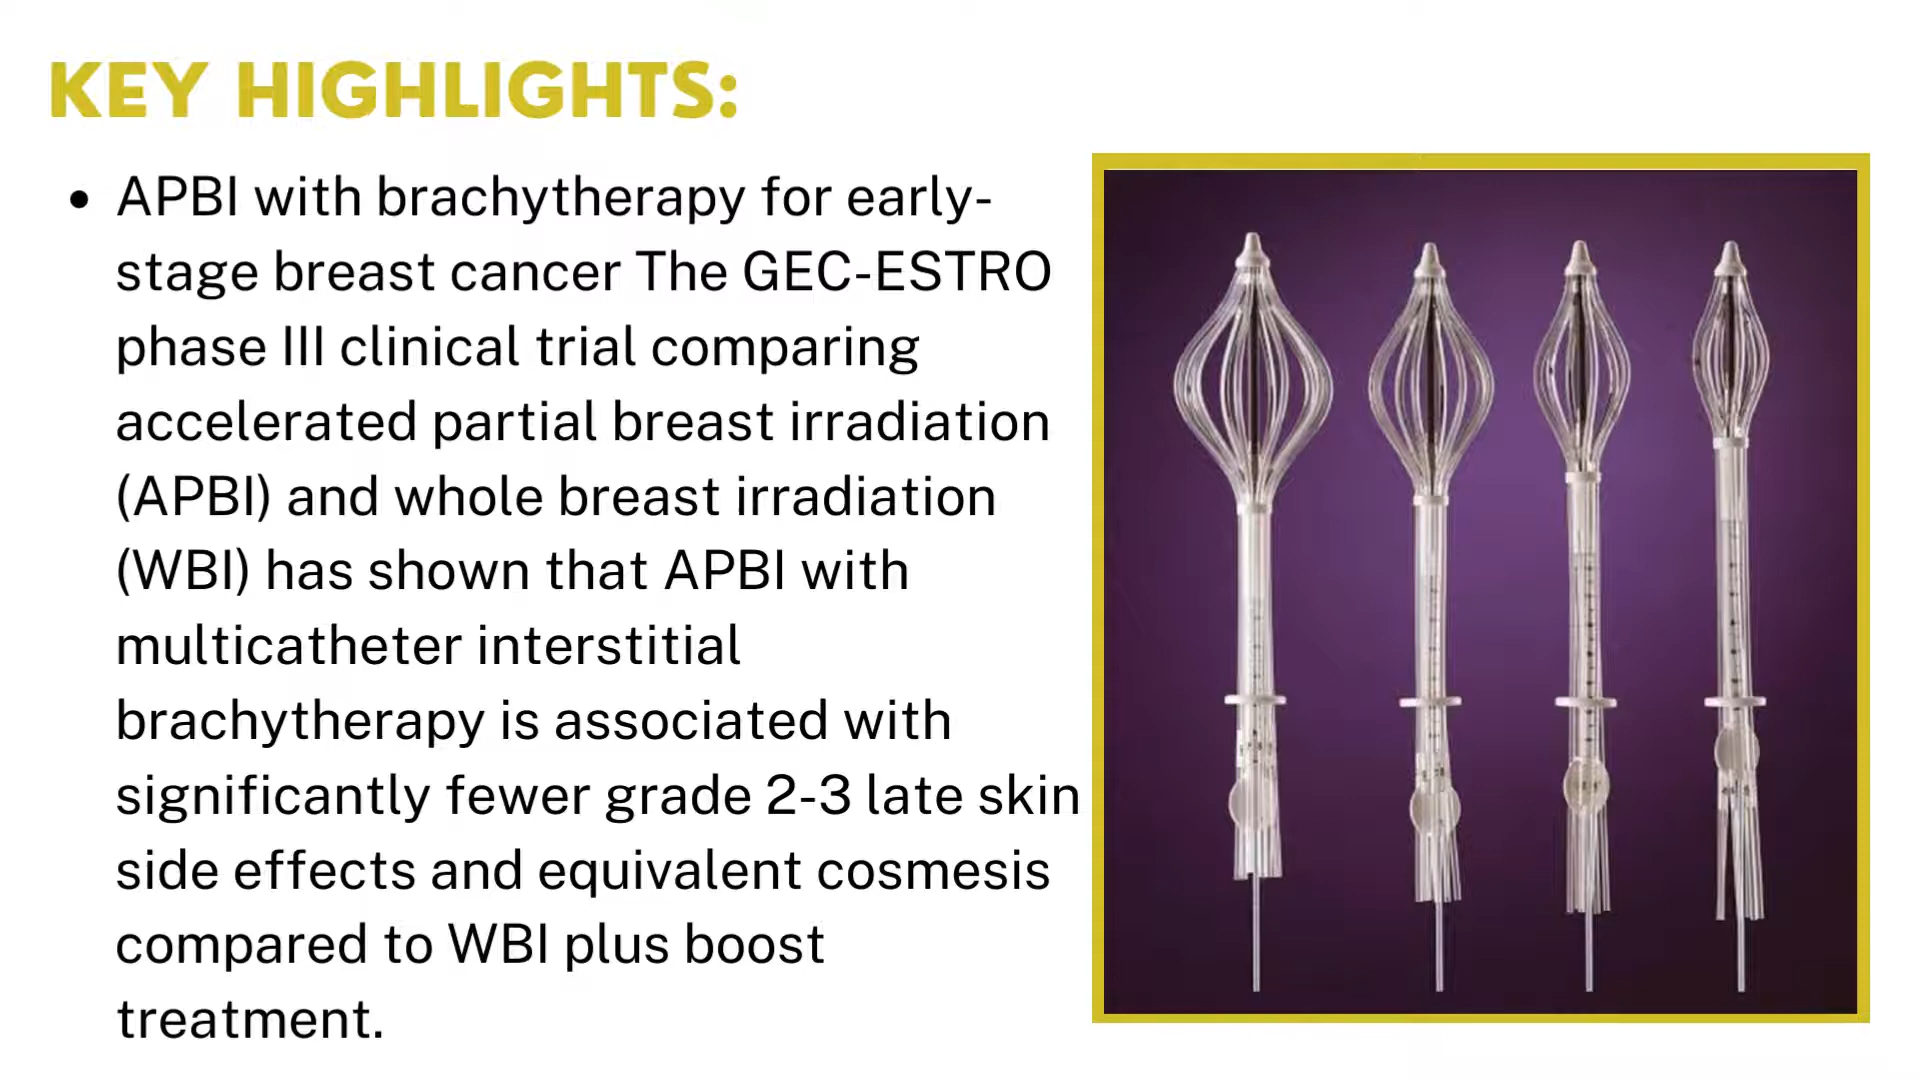 KEY HIGHLIGHTS:
• APBI with brachytherapy for early-
stage breast cancer The GEC-ESTRO
phase III clinical trial comparing
accelerated partial breast irradiation
(APBI) and whole breast irradiation
(WBI) has shown that APBI with
multicatheter interstitial
brachytherapy is associated with
significantly fewer grade 2-3 late skin
side effects and equivalent cosmesis
compared to WBI plus boost
treatment.